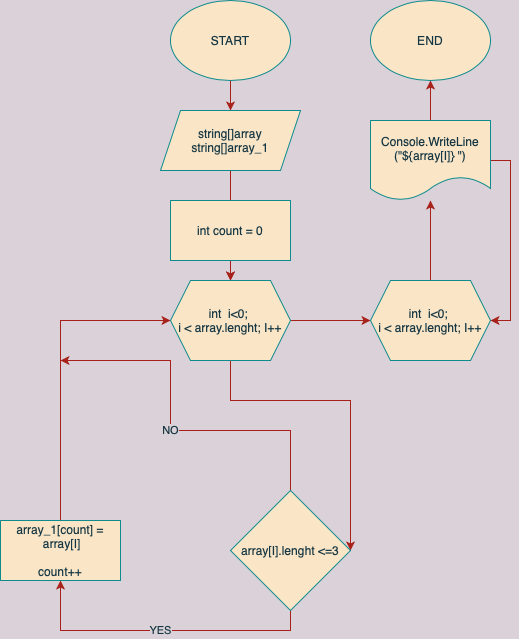 START
END
string[]array
string[]array_1
Console.WriteLine
("${array[I]} ")
int count = 0
int  i<0;
i < array.lenght; I++
int  i<0;
i < array.lenght; I++
NO
array_1[count] =
array[I]
count++
array[I].lenght <=3
YES